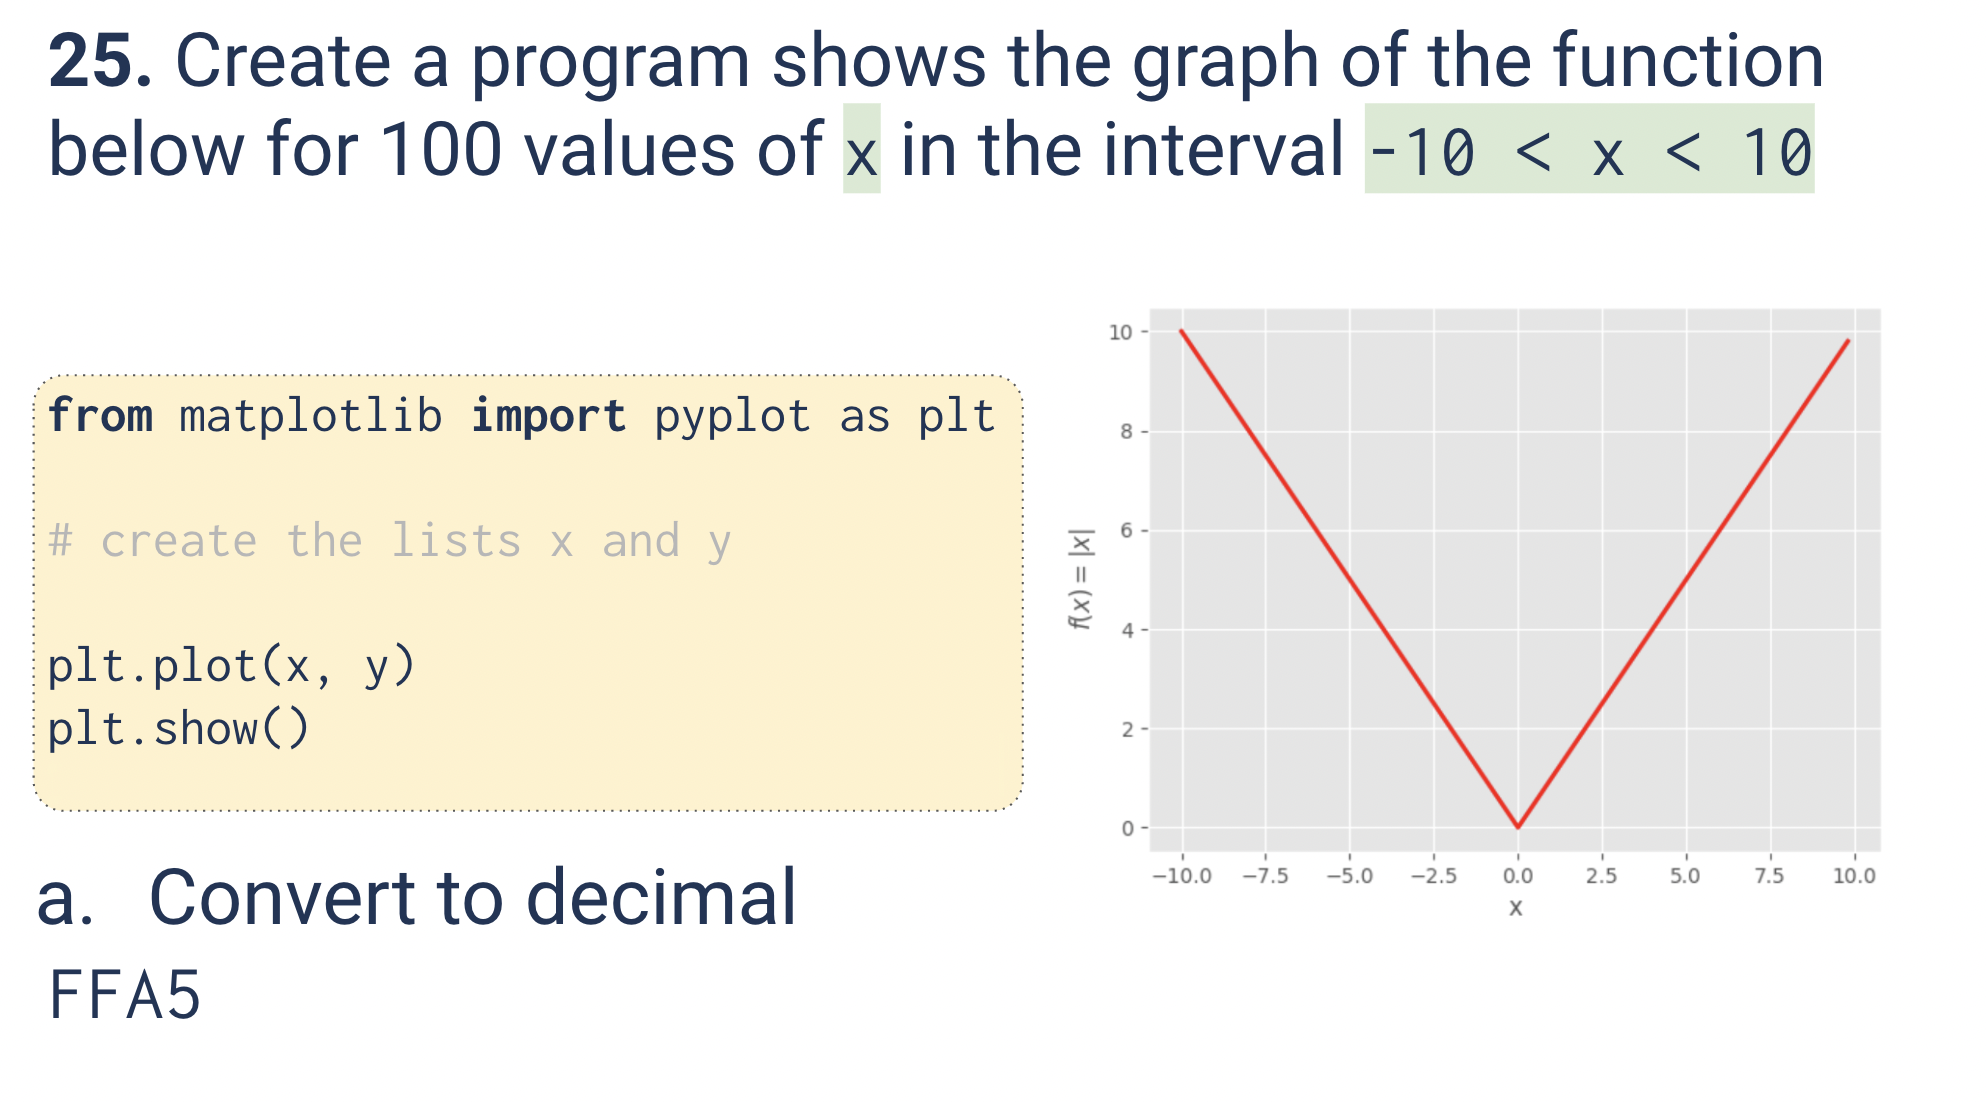 25. Create a program shows the graph of the function
below for 100 values of x in the interval -10 < x < 10
from matplotlib import pyplot as plt
# create the lists x and y
plt.plot(x, y)
plt.show()
10
8
6
4
2
0
f(x) = |x|
−10.0 −7.5 −5.0 −2.5 0.0 2.5 5.0 7.5 10.0
x
a. Convert to decimal
FFA5